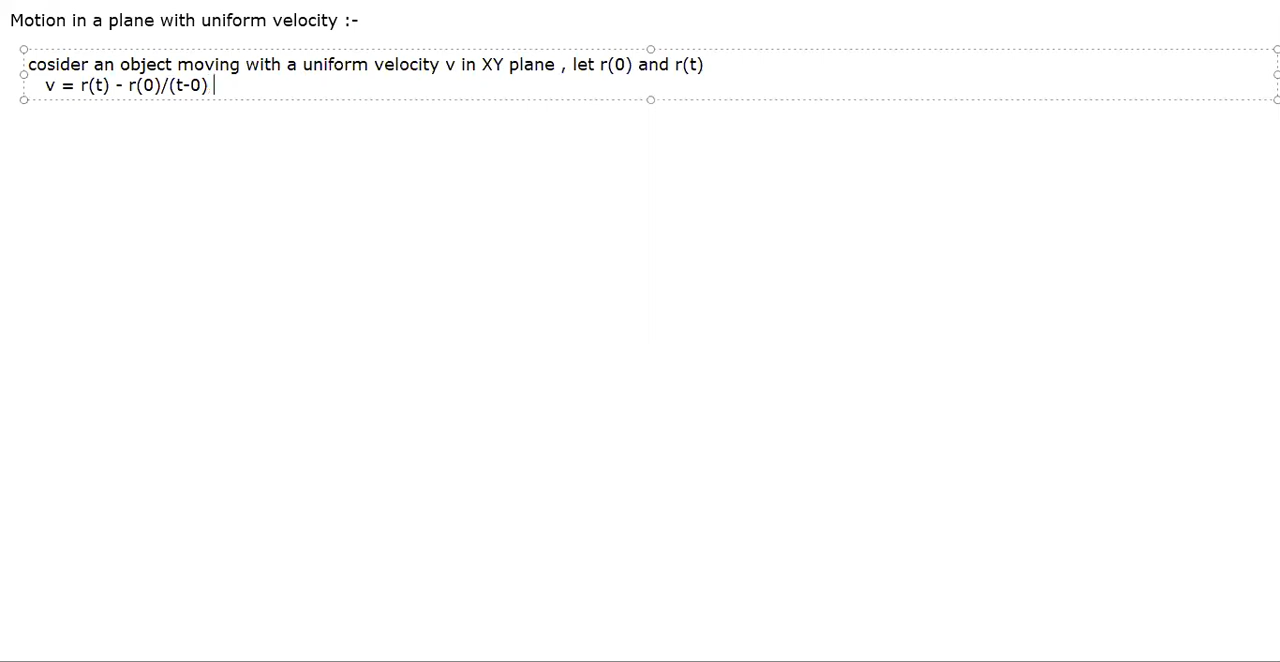 Motion in a plane with uniform velocity :-
cosider an object moving with a uniform velocity v in XY plane , let r(0) and r(t)
v = r(t) - r(0)/(t-0)